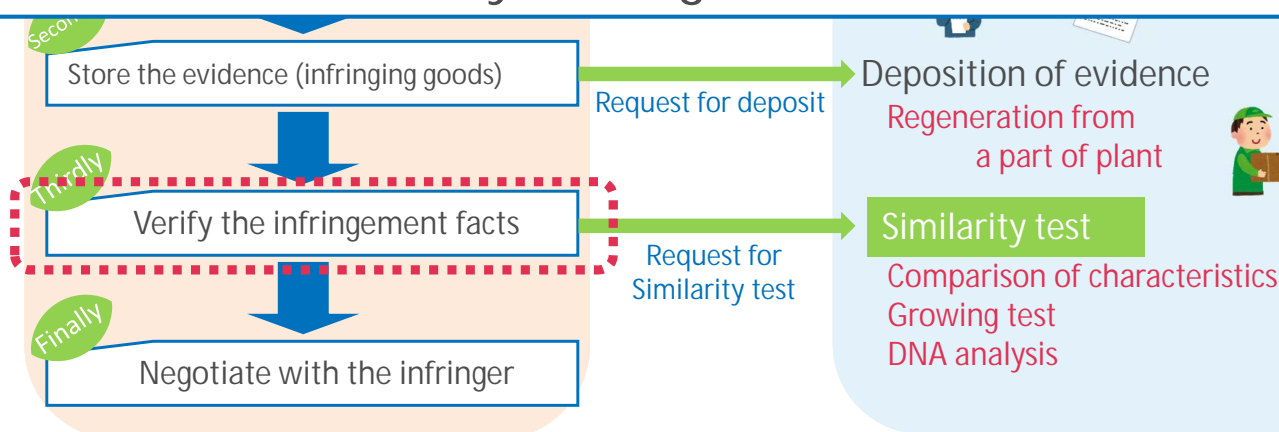 Store the evidence (infringing goods)
Request for deposit
Deposition of evidence
Regeneration from
a part of plant
Thirdly
Verify the infringement facts
Request for
Similarity test
Similarity test
Comparison of characteristics
Growing test
DNA analysis
Finally
Negotiate with the infringer